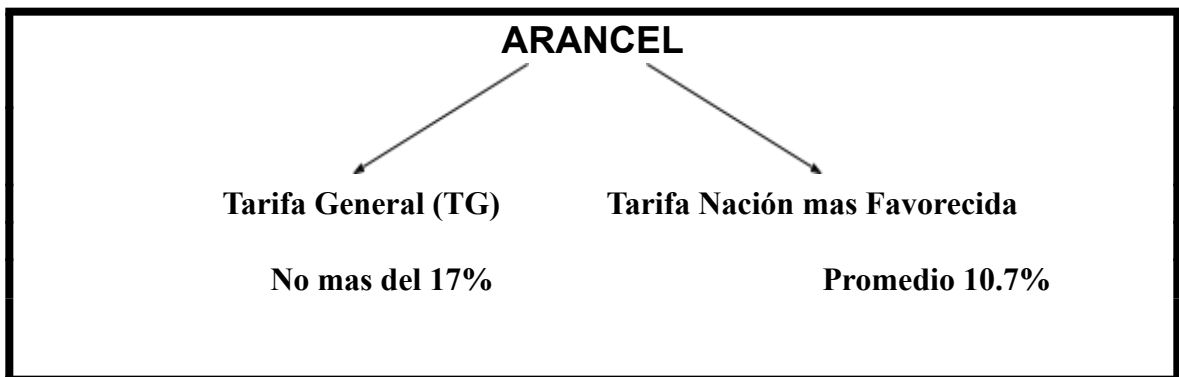 ARANCEL
Tarifa General (TG) Tarifa Nación mas Favorecida
No mas del 17% Promedio 10.7%